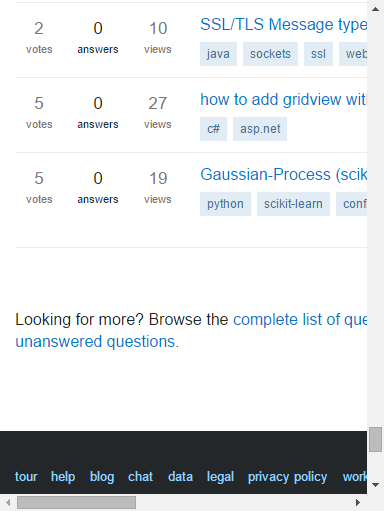 2 0 10 SSL/TLS Message type
votes answers views java sockets ssl web
5 0 27 how to add gridview wit
votes answers views c# asp.net
5 0 19 Gaussian-Process (scik
votes answers views python scikit-learn conf
Looking for more? Browse the complete list of que
unanswered questions.
tour help blog chat data legal privacy policy work